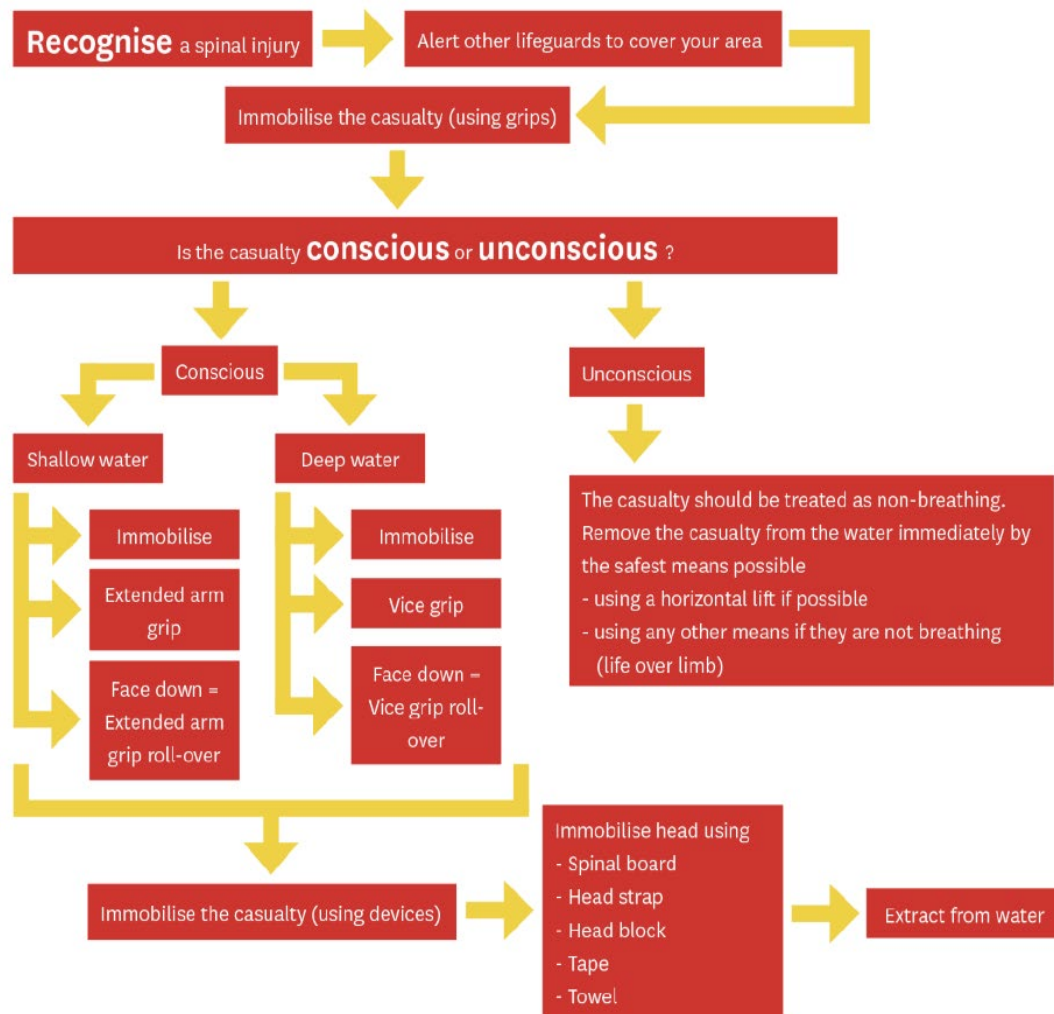 Recognise a spinal injury
Alert other lifeguards to cover your area
Immobilise the casualty (using grips)
Is the casualty conscious or unconscious ?
Conscious
Unconscious
Shallow water
Deep water
Immobilise
Extended arm
grip
Face down =
Extended arm
grip roll-over
Immobilise
Vice grip
Face down =
Vice grip roll-
over
The casualty should be treated as non-breathing.
Remove the casualty from the water immediately by
the safest means possible
- using a horizontal lift if possible
- using any other means if they are not breathing
(life over limb)
Immobilise the casualty (using devices)
Immobilise head using
- Spinal board
- Head strap
- Head block
- Tape
- Towel
Extract from water